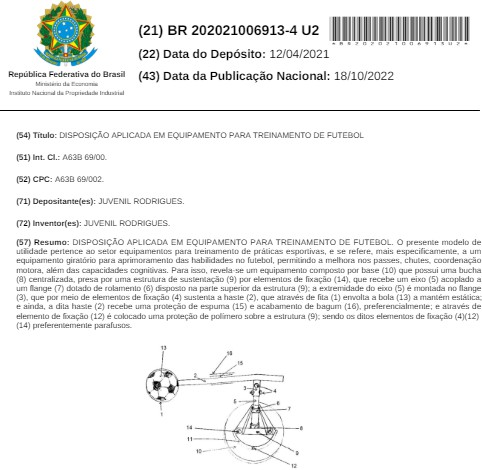 (21) BR 202021006913-4 U2
(22) Data do Depósito: 12/04/2021
(43) Data da Publicação Nacional: 18/10/2022
República Federativa do Brasil
Ministério da Economia
Instituto Nacional da Propriedade Industrial
(54) Título: DISPOSIÇÃO APLICADA EM EQUIPAMENTO PARA TREINAMENTO DE FUTEBOL
(51) Int. Cl.: A63B 69/00.
(52) CPC: A63B 69/002.
(71) Depositante(es): JUVENIL RODRIGUES.
(72) Inventor(es): JUVENIL RODRIGUES.
(57) Resumo: DISPOSIÇÃO APLICADA EM EQUIPAMENTO PARA TREINAMENTO DE FUTEBOL. O presente modelo de
utilidade pertence ao setor equipamentos para treinamento de práticas esportivas, e se refere, mais especificamente, a um
equipamento giratório para aprimoramento das habilidades no futebol, permitindo a melhora nos passes, chutes, coordenação
motora, além das capacidades cognitivas. Para isso, revela-se um equipamento composto por base (10) que possui uma bucha
(8) centralizada, presa por uma estrutura de sustentação (9) por elementos de fixação (14), que recebe um eixo (5) acoplado a
um flange (7) dotado de rolamento (6) disposto na parte superior da estrutura (9); a extremidade do eixo (5) é montada no flange
(3), que por meio de elementos de fixação (4) sustenta a haste (2), que através de fita (1) envolta a bola (13) a mantém estática;
e ainda, a dita haste (2) recebe uma proteção de espuma (15) e acabamento de bagum (16), preferencialmente; e através de
elemento de fixação (12) é colocado uma proteção de polímero sobre a estrutura (9); sendo os ditos elementos de fixação (4)(12)
(14) preferentemente parafusos.
13
16
15
2
3
4
5
6
7
1
14
8
11
10
9
12